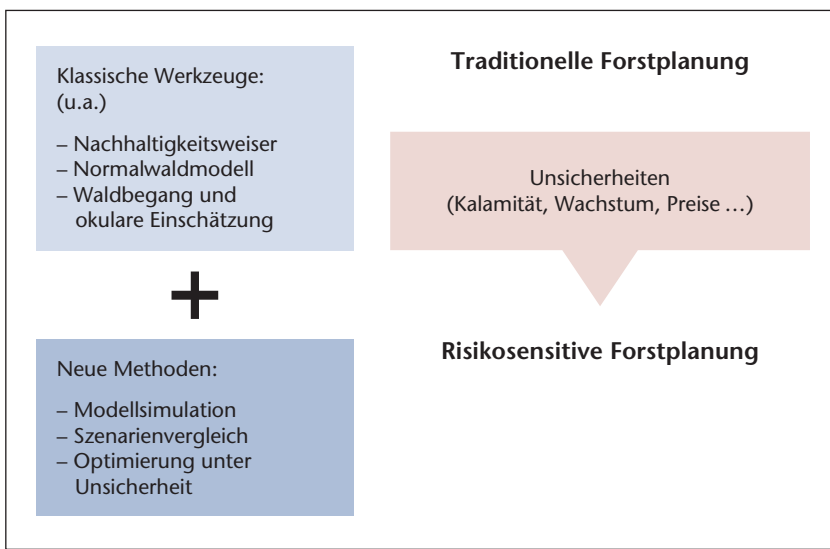 Klassische Werkzeuge:
(u.a.)
– Nachhaltigkeitsweiser
– Normalwaldmodell
– Waldbegang und
okulare Einschätzung
+
Neue Methoden:
– Modellsimulation
– Szenarienvergleich
– Optimierung unter
Unsicherheit
Traditionelle Forstplanung
Unsicherheiten
(Kalamität, Wachstum, Preise …)
Risikosensitive Forstplanung